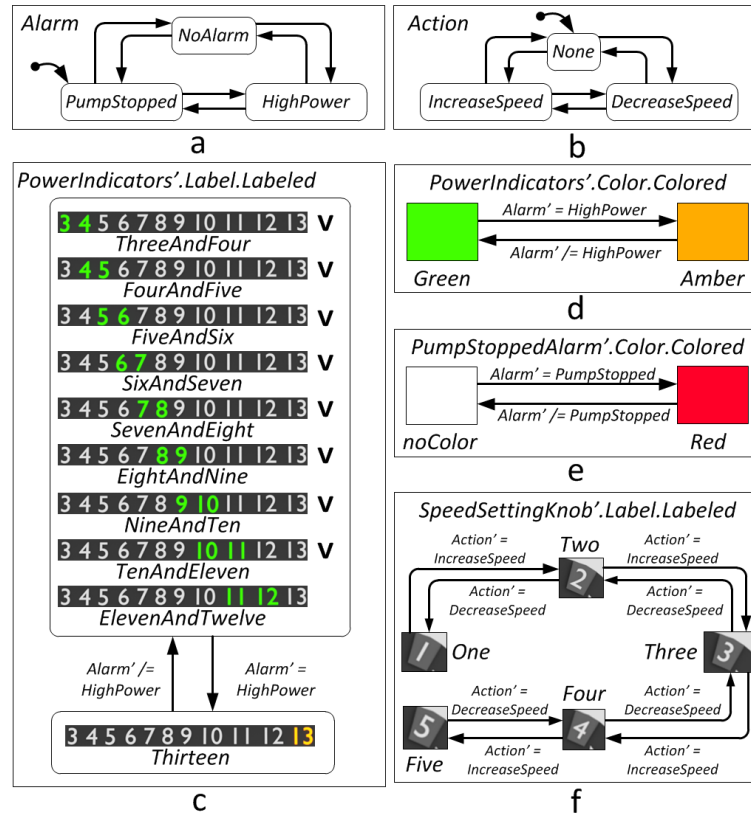 Alarm
NoAlarm
PumpStopped
HighPower
a
Action
None
IncreaseSpeed
DecreaseSpeed
b
PowerIndicators'.Label.Labeled
3 4 5 6 7 8 9 10 11 12 13 V
ThreeAndFour
3 4 5 6 7 8 9 10 11 12 13 V
FourAndFive
3 4 5 6 7 8 9 10 11 12 13 V
FiveAndSix
3 4 5 6 7 8 9 10 11 12 13 V
SixAndSeven
3 4 5 6 7 8 9 10 11 12 13 V
SevenAndEight
3 4 5 6 7 8 9 10 11 12 13 V
EightAndNine
3 4 5 6 7 8 9 10 11 12 13 V
NineAndTen
3 4 5 6 7 8 9 10 11 12 13 V
TenAndEleven
3 4 5 6 7 8 9 10 11 12 13
ElevenAndTwelve
Alarm' /=
HighPower
Alarm' =
HighPower
3 4 5 6 7 8 9 10 11 12 13
Thirteen
c
PowerIndicators'.Color.Colored
Alarm' = HighPower
Alarm' /= HighPower
Green
Amber
d
PumpStoppedAlarm'.Color.Colored
Alarm' = PumpStopped
Alarm' /= PumpStopped
noColor
Red
e
SpeedSettingKnob'.Label.Labeled
Action' =
IncreaseSpeed
Two
Action' =
IncreaseSpeed
2
Action' =
DecreaseSpeed
Action' =
DecreaseSpeed
1
One
Three
3
Action' =
DecreaseSpeed
Four
Action' =
DecreaseSpeed
5
4
Five
Action' =
IncreaseSpeed
Action' =
IncreaseSpeed
f